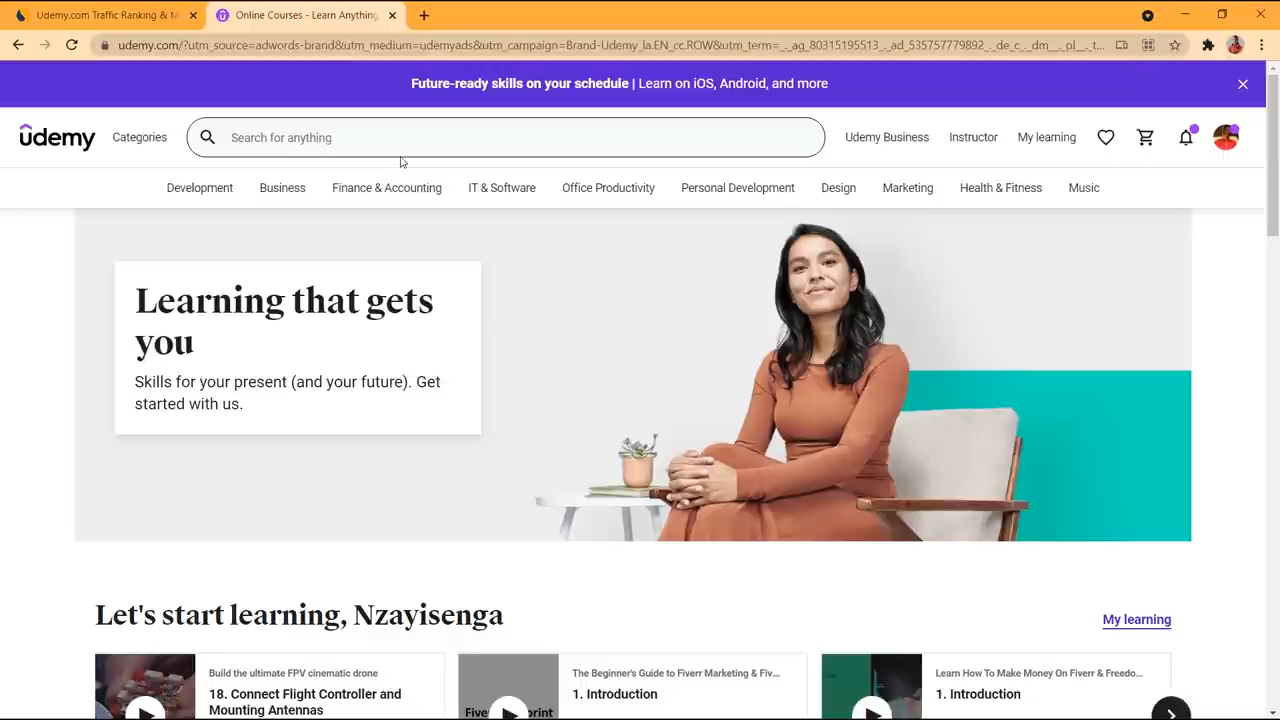 Udemy.com Traffic Ranking & M
Online Courses - Learn Anything,
udemy.com/?utm_source=adwords-brand&utm_medium=udemyads&utm_campaign=Brand-Udemy_la.EN_cc.ROW&utm_term=_._ag_80315195513_._ad_535757779892_._de_c_._dm__._pl__._t...
Future-ready skills on your schedule | Learn on iOS, Android, and more
udemy
Categories
Search for anything
Udemy Business
Instructor
My learning
Development
Business
Finance & Accounting
IT & Software
Office Productivity
Personal Development
Design
Marketing
Health & Fitness
Music
Learning that gets
you
Skills for your present (and your future). Get
started with us.
Let's start learning, Nzayisenga
My learning
Build the ultimate FPV cinematic drone
18. Connect Flight Controller and
Mounting Antennas
The Beginner's Guide to Fiverr Marketing & Fiv...
1. Introduction
Learn How To Make Money On Fiverr & Freedo...
1. Introduction